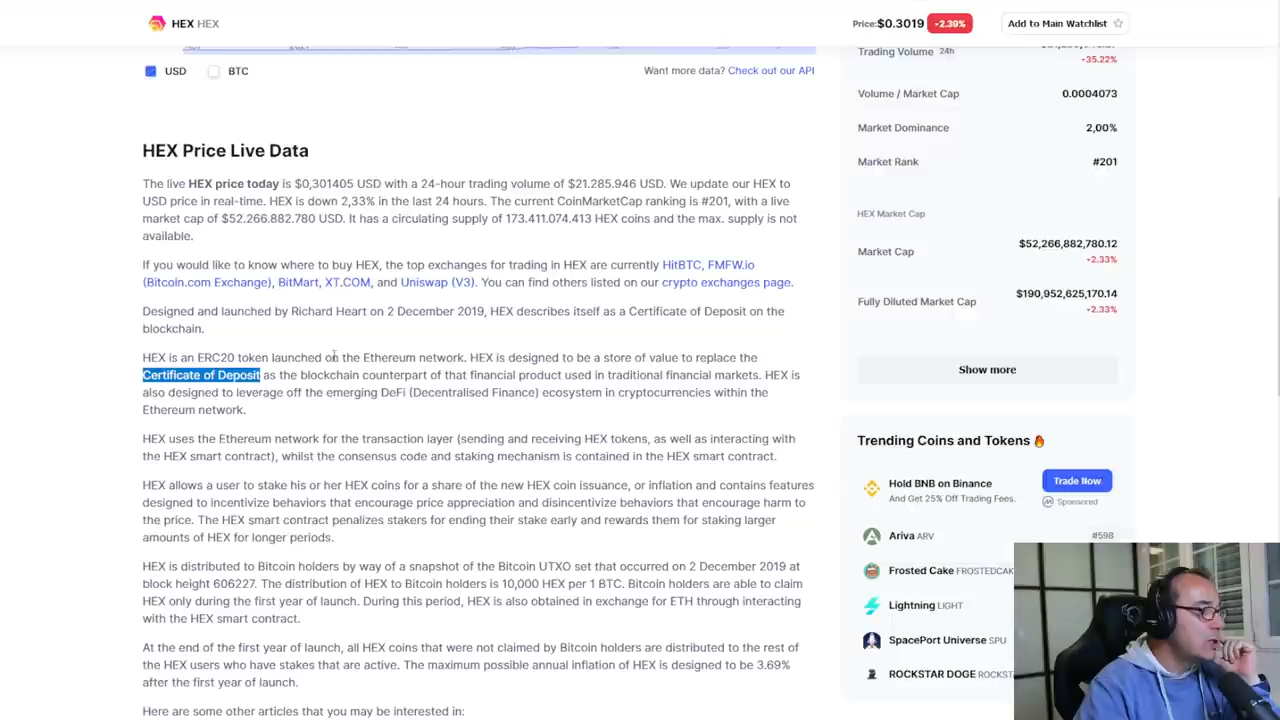 HEX HEX
Price: $0.3019 -2.39%
Add to Main Watchlist
USD
BTC
Want more data? Check out our API
HEX Price Live Data
The live HEX price today is $0,301405 USD with a 24-hour trading volume of $21.285.946 USD. We update our HEX to
USD price in real-time. HEX is down 2,33% in the last 24 hours. The current CoinMarketCap ranking is #201, with a live
market cap of $52.266.882.780 USD. It has a circulating supply of 173.411.074.413 HEX coins and the max. supply is not
available.
If you would like to know where to buy HEX, the top exchanges for trading in HEX are currently HitBTC, FMFW.io
(Bitcoin.com Exchange), BitMart, XT.COM, and Uniswap (V3). You can find others listed on our crypto exchanges page.
Designed and launched by Richard Heart on 2 December 2019, HEX describes itself as a Certificate of Deposit on the
blockchain.
HEX is an ERC20 token launched on the Ethereum network. HEX is designed to be a store of value to replace the
Certificate of Deposit as the blockchain counterpart of that financial product used in traditional financial markets. HEX is
also designed to leverage off the emerging DeFi (Decentralised Finance) ecosystem in cryptocurrencies within the
Ethereum network.
HEX uses the Ethereum network for the transaction layer (sending and receiving HEX tokens, as well as interacting with
the HEX smart contract), whilst the consensus code and staking mechanism is contained in the HEX smart contract.
HEX allows a user to stake his or her HEX coins for a share of the new HEX coin issuance, or inflation and contains features
designed to incentivize behaviors that encourage price appreciation and disincentivize behaviors that encourage harm to
the price. The HEX smart contract penalizes stakers for ending their stake early and rewards them for staking larger
amounts of HEX for longer periods.
HEX is distributed to Bitcoin holders by way of a snapshot of the Bitcoin UTXO set that occurred on 2 December 2019 at
block height 606227. The distribution of HEX to Bitcoin holders is 10,000 HEX per 1 BTC. Bitcoin holders are able to claim
HEX only during the first year of launch. During this period, HEX is also obtained in exchange for ETH through interacting
with the HEX smart contract.
At the end of the first year of launch, all HEX coins that were not claimed by Bitcoin holders are distributed to the rest of
the HEX users who have stakes that are active. The maximum possible annual inflation of HEX is designed to be 3.69%
after the first year of launch.
Here are some other articles that you may be interested in:
Trading Volume 24h
-35.22%
Volume / Market Cap 0.0004073
Market Dominance 2,00%
Market Rank #201
HEX Market Cap
Market Cap $52,266,882,780.12
-2.33%
Fully Diluted Market Cap $190,952,625,170.14
-2.33%
Show more
Trending Coins and Tokens
Hold BNB on Binance
And Get 25% Off Trading Fees.
Trade Now
Sponsored
Ariva ARV #598
Frosted Cake FROSTEDCAK
Lightning LIGHT
SpacePort Universe SPU
ROCKSTAR DOGE ROCKST